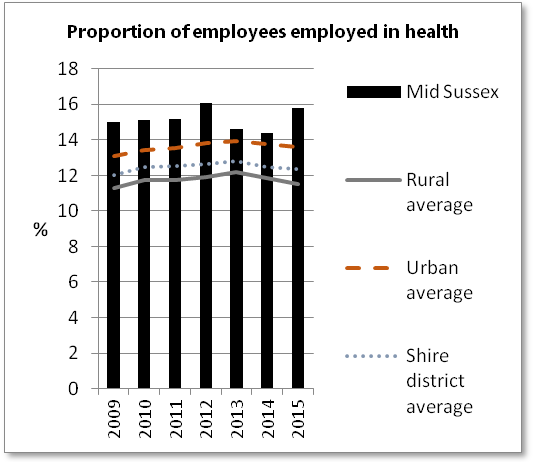 Proportion of employees employed in health
18
16
14
12
10
8
6
4
2
0
%
2009
2010
2011
2012
2013
2014
2015
Mid Sussex
Rural
average
Urban
average
Shire
district
average